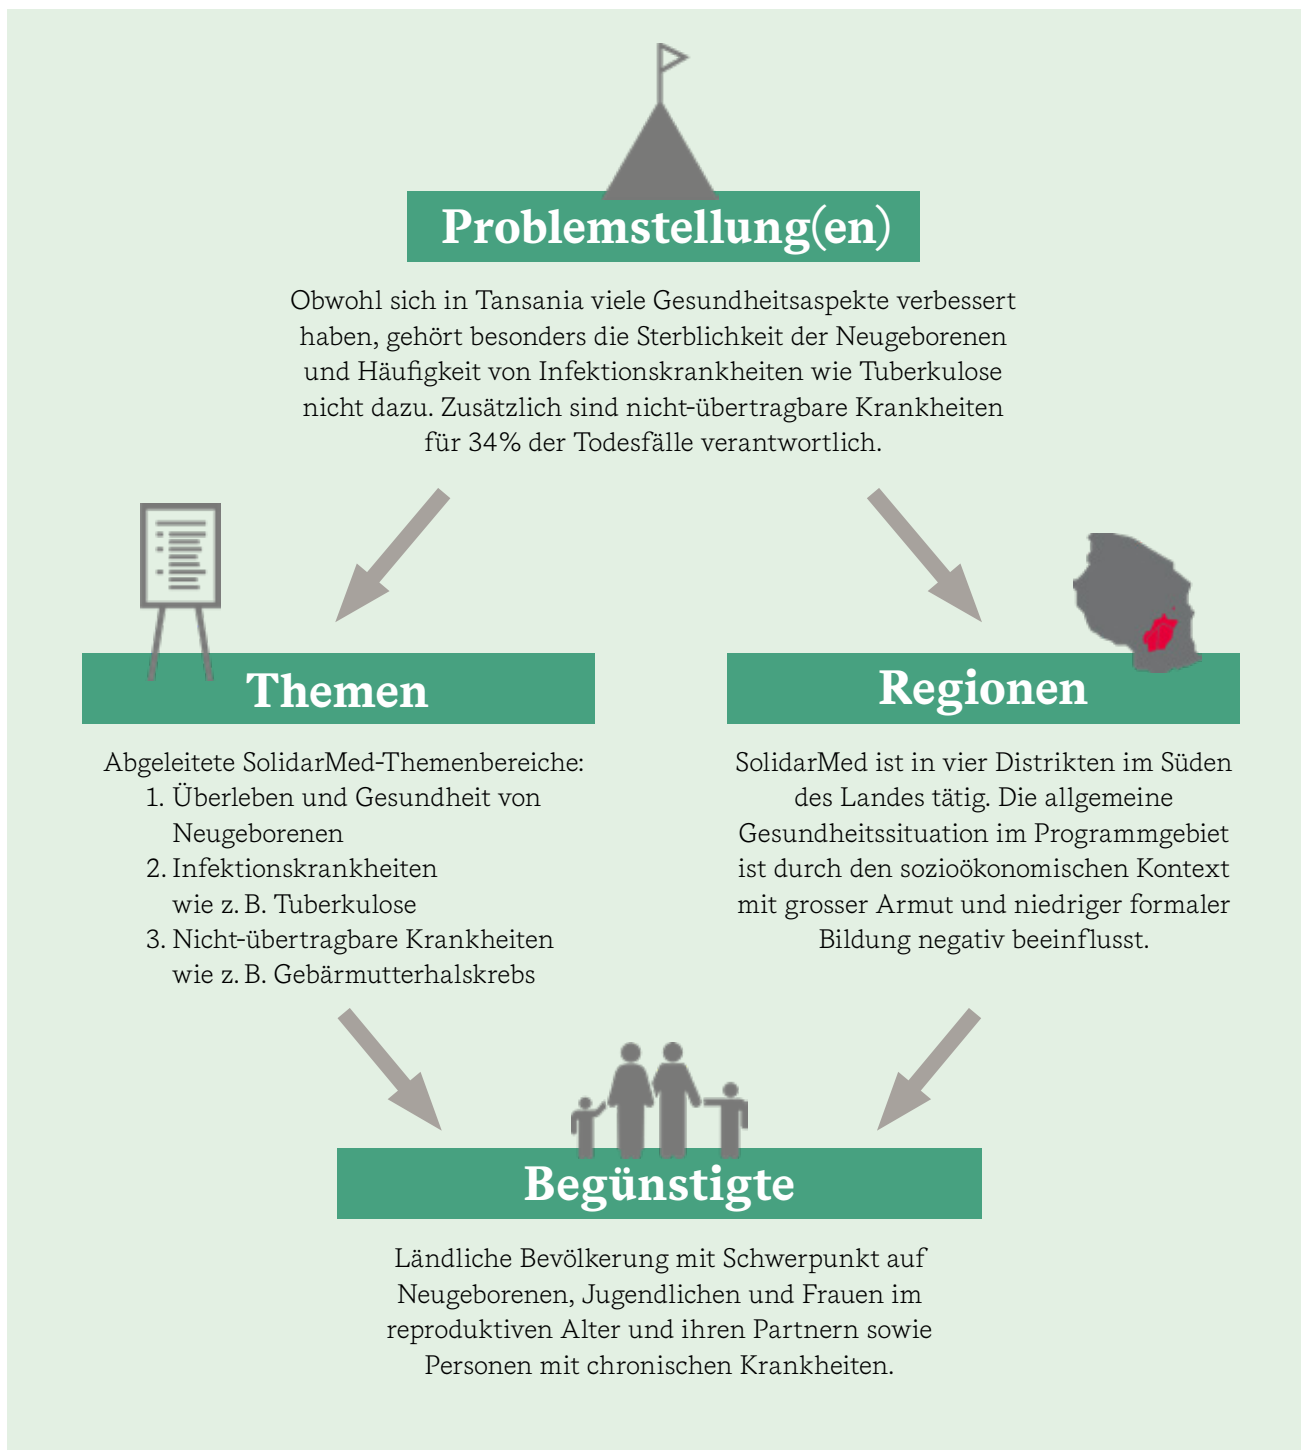 Problemstellung(en)
Obwohl sich in Tansania viele Gesundheitsaspekte verbessert
haben, gehört besonders die Sterblichkeit der Neugeborenen
und Häufigkeit von Infektionskrankheiten wie Tuberkulose
nicht dazu. Zusätzlich sind nicht-übertragbare Krankheiten
für 34% der Todesfälle verantwortlich.
Themen
Abgeleitete SolidarMed-Themenbereiche:
1. Überleben und Gesundheit von
Neugeborenen
2. Infektionskrankheiten
wie z. B. Tuberkulose
3. Nicht-übertragbare Krankheiten
wie z. B. Gebärmutterhalskrebs
Regionen
SolidarMed ist in vier Distrikten im Süden
des Landes tätig. Die allgemeine
Gesundheitssituation im Programmgebiet
ist durch den sozioökonomischen Kontext
mit grosser Armut und niedriger formaler
Bildung negativ beeinflusst.
Begünstigte
Ländliche Bevölkerung mit Schwerpunkt auf
Neugeborenen, Jugendlichen und Frauen im
reproduktiven Alter und ihren Partnern sowie
Personen mit chronischen Krankheiten.